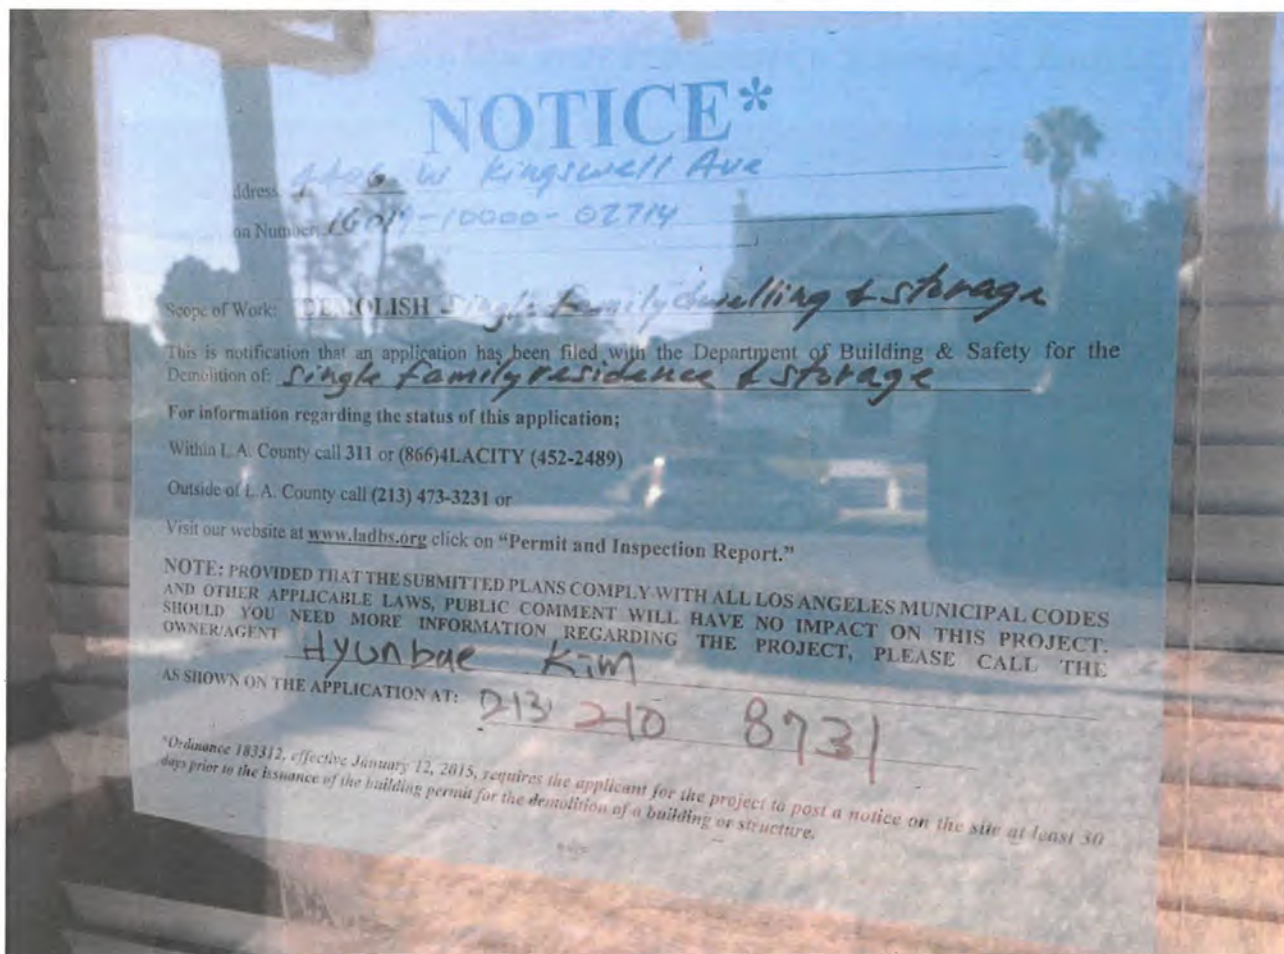 NOTICE*
ddress W Kingswell Ave
on Number: 16019-10000-02714
Scope of Work: DEMOLISH Single family dwelling & storage
This is notification that an application has been filed with the Department of Building & Safety for the
Demolition of: Single family residence & storage
For information regarding the status of this application;
Within L.A. County call 311 or (866)4LACITY (452-2489)
Outside of L.A. County call (213) 473-3231 or
Visit our website at www.ladbs.org click on “Permit and Inspection Report.”
NOTE: PROVIDED THAT THE SUBMITTED PLANS COMPLY WITH ALL LOS ANGELES MUNICIPAL CODES
AND OTHER APPLICABLE LAWS, PUBLIC COMMENT WILL HAVE NO IMPACT ON THIS PROJECT.
SHOULD YOU NEED MORE INFORMATION REGARDING THE PROJECT, PLEASE CALL THE
OWNER/AGENT Hyunbae Kim
AS SHOWN ON THE APPLICATION AT: 213 210 8731
*Ordinance 183312, effective January 12, 2015, requires the applicant for the project to post a notice on the site at least 30
days prior to the issuance of the building permit for the demolition of a building or structure.